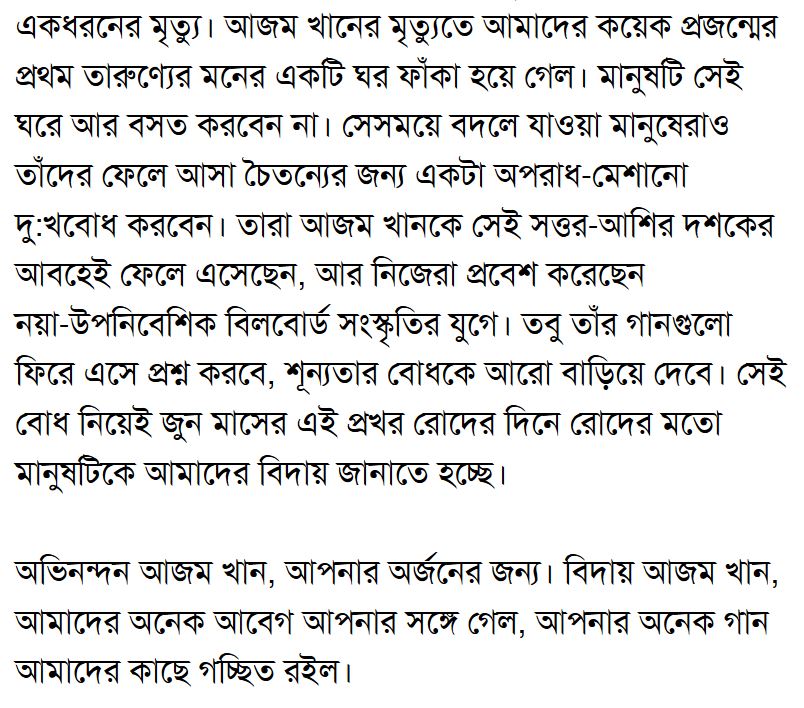 একধরনের মৃত্যু। আজম খানের মৃত্যুতে আমাদের কয়েক প্রজন্মের
প্রথম তারুণ্যের মনের একটি ঘর ফাঁকা হয়ে গেল। মানুষটি সেই
ঘরে আর বসত করবেন না। সেসময়ে বদলে যাওয়া মানুষেরাও
তাঁদের ফেলে আসা চৈতন্যের জন্য একটা অপরাধ-মেশানো
দু:খবোধ করবেন। তারা আজম খানকে সেই সত্তর-আশির দশকের
আবহেই ফেলে এসেছেন, আর নিজেরা প্রবেশ করেছেন
নয়া-উপনিবেশিক বিলবোর্ড সংস্কৃতির যুগে। তবু তাঁর গানগুলো
ফিরে এসে প্রশ্ন করবে, শূন্যতার বোধকে আরো বাড়িয়ে দেবে। সেই
বোধ নিয়েই জুন মাসের এই প্রখর রোদের দিনে রোদের মতো
মানুষটিকে আমাদের বিদায় জানাতে হচ্ছে।
অভিনন্দন আজম খান, আপনার অর্জনের জন্য। বিদায় আজম খান,
আমাদের অনেক আবেগ আপনার সঙ্গে গেল, আপনার অনেক গান
আমাদের কাছে গচ্ছিত রইল।